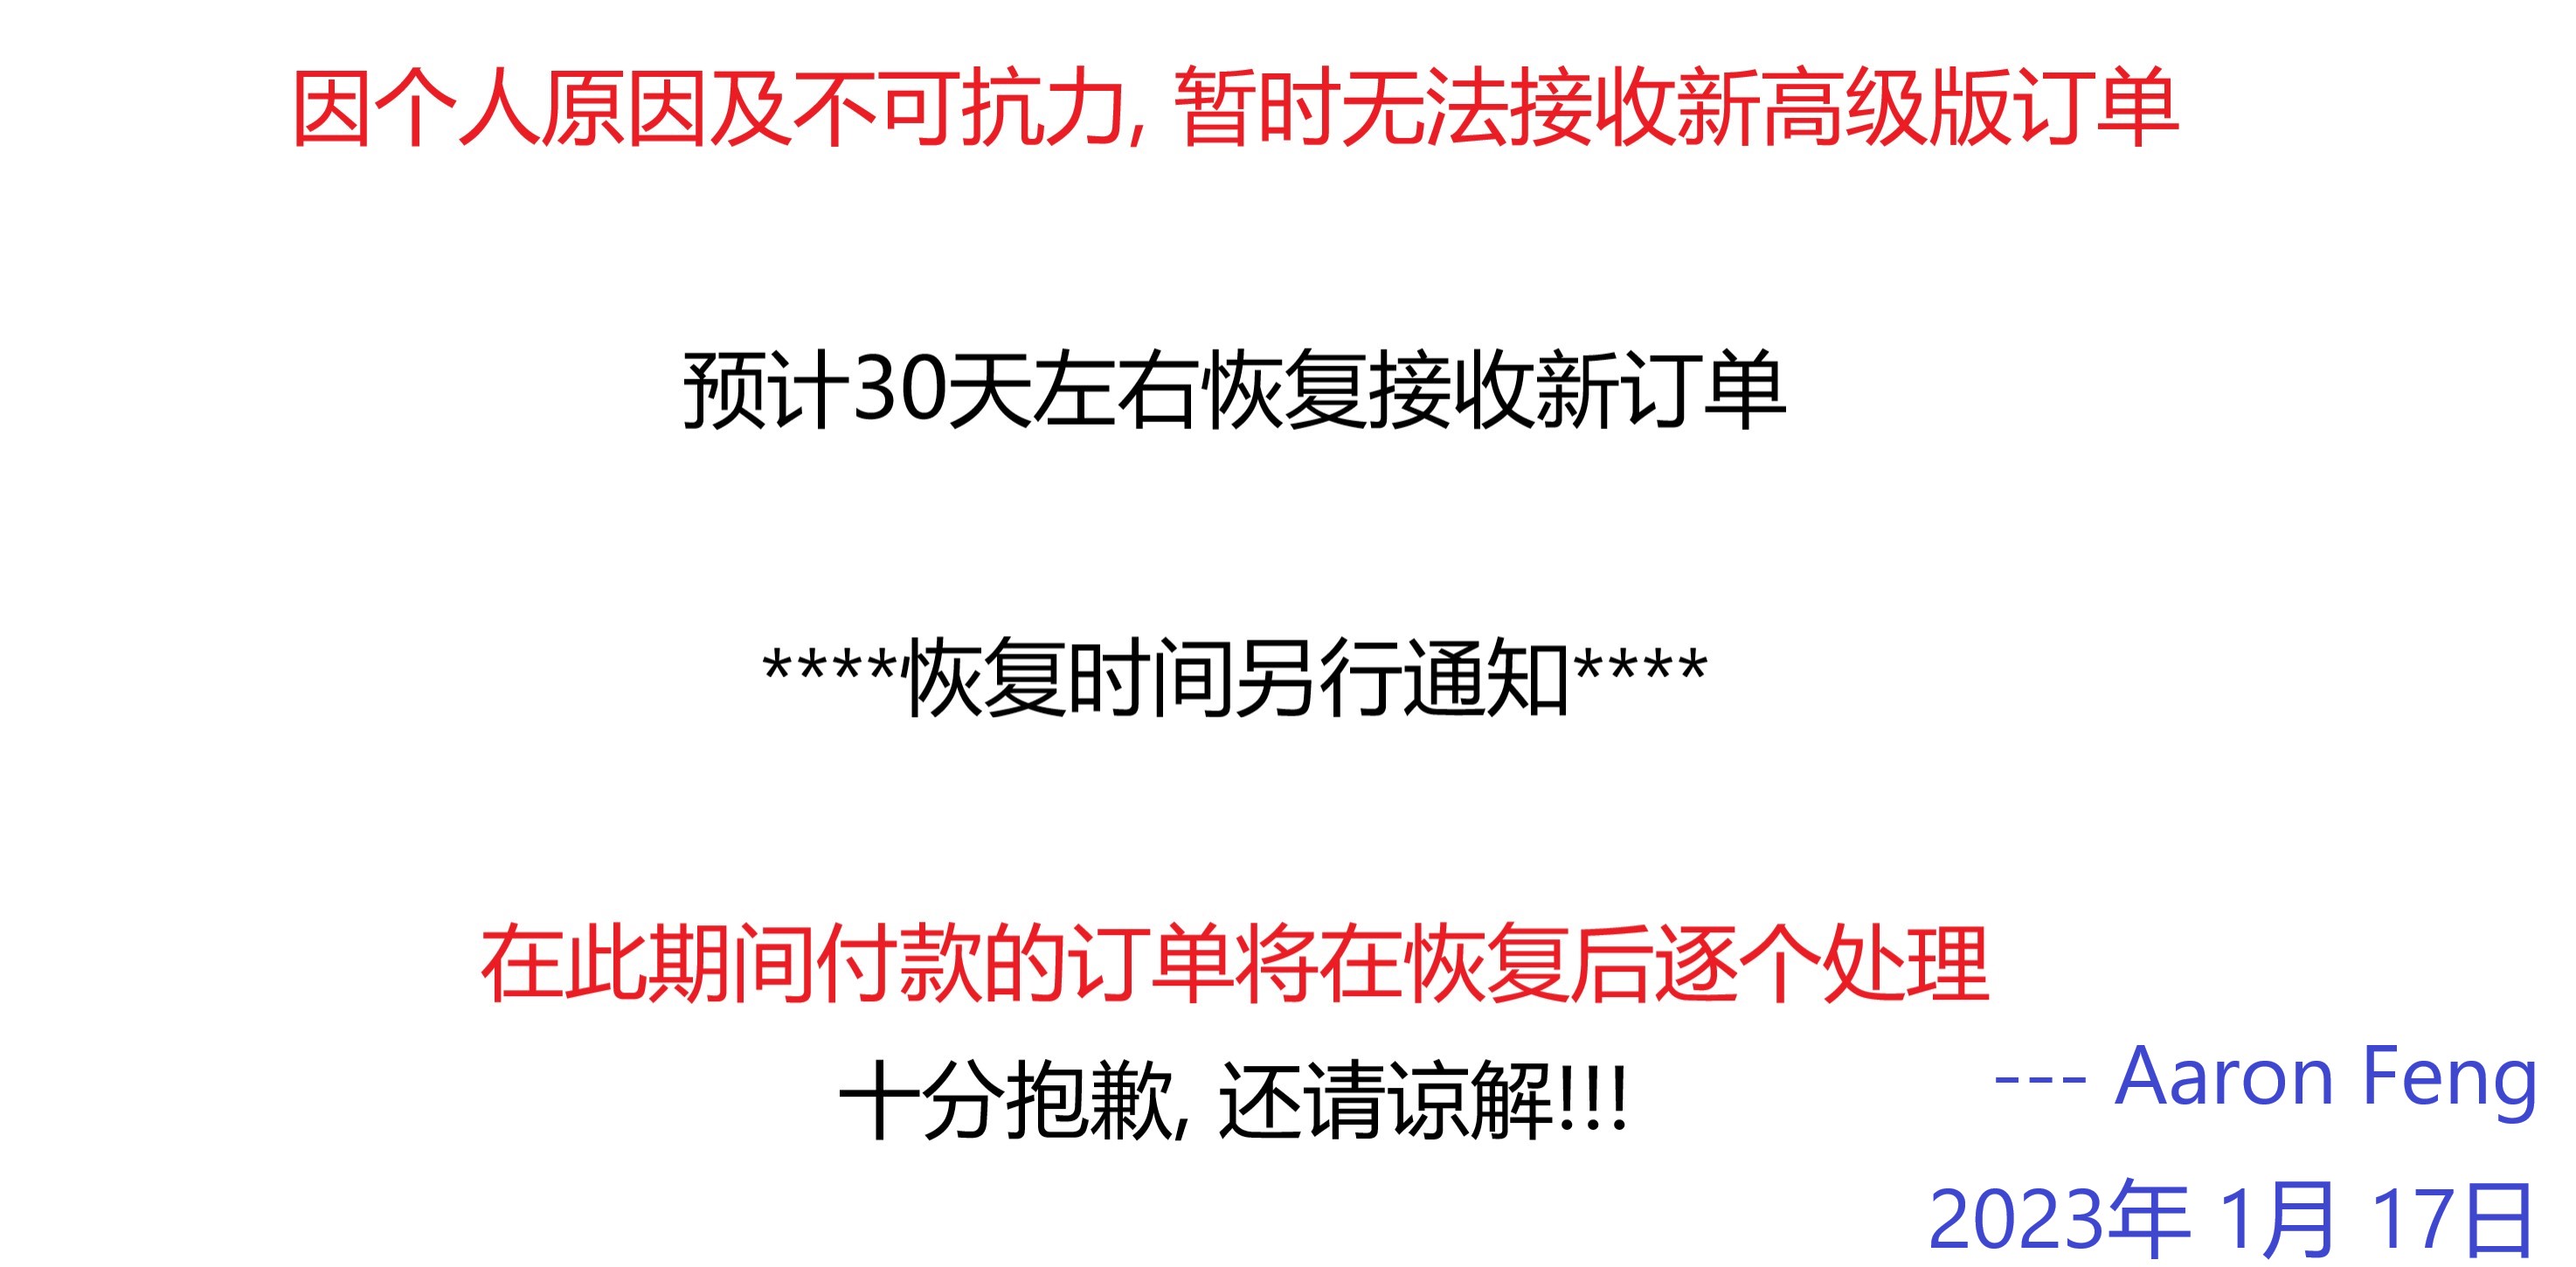 因个人原因及不可抗力, 暂时无法接收新高级版订单
预计30天左右恢复接收新订单
****恢复时间另行通知****
在此期间付款的订单将在恢复后逐个处理
十分抱歉, 还请谅解!!!
--- Aaron Feng
2023年 1月 17日